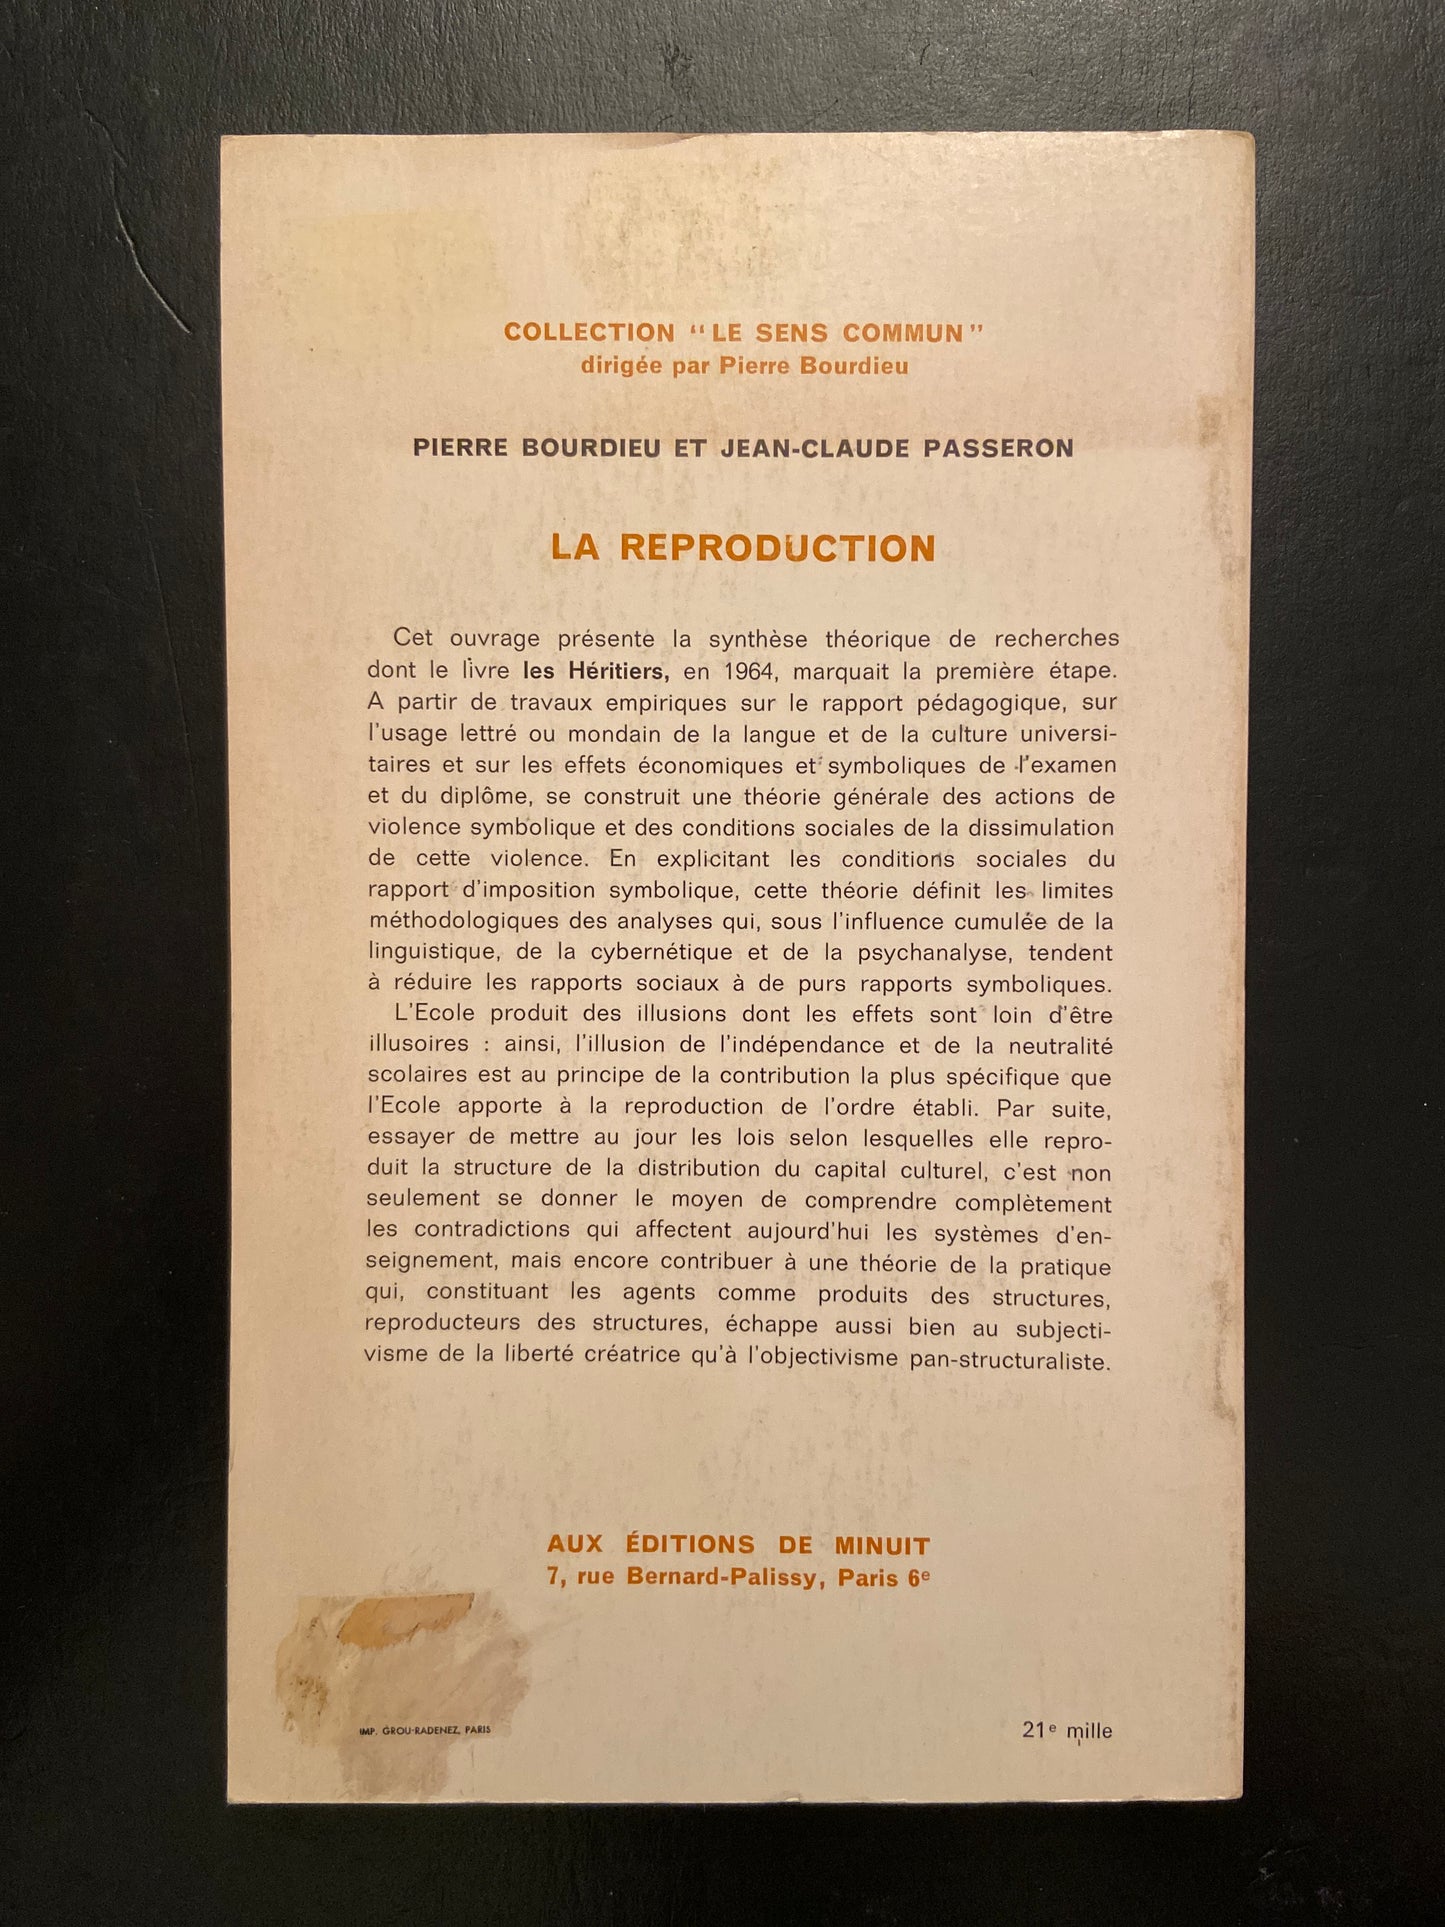 COLLECTION "LE SENS COMMUN"
dirigée par Pierre Bourdieu
PIERRE BOURDIEU ET JEAN-CLAUDE PASSERON
LA REPRODUCTION
Cet ouvrage présente la synthèse théorique de recherches
dont le livre les Héritiers, en 1964, marquait la première étape.
A partir de travaux empiriques sur le rapport pédagogique, sur
l'usage lettré ou mondain de la langue et de la culture universi-
taires et sur les effets économiques et symboliques de l'examen
et du diplôme, se construit une théorie générale des actions de
violence symbolique et des conditions sociales de la dissimulation
de cette violence. En explicitant les conditions sociales du
rapport d'imposition symbolique, cette théorie définit les limites
méthodologiques des analyses qui, sous l'influence cumulée de la
linguistique, de la cybernétique et de la psychanalyse, tendent
à réduire les rapports sociaux à de purs rapports symboliques.
L'Ecole produit des illusions dont les effets sont loin d'être
illusoires : ainsi, l'illusion de l'indépendance et de la neutralité
scolaires est au principe de la contribution la plus spécifique que
l'Ecole apporte à la reproduction de l'ordre établi. Par suite,
essayer de mettre au jour les lois selon lesquelles elle repro-
duit la structure de la distribution du capital culturel, c'est non
seulement se donner le moyen de comprendre complètement
les contradictions qui affectent aujourd'hui les systèmes d'en-
seignement, mais encore contribuer à une théorie de la pratique
qui, constituant les agents comme produits des structures,
reproducteurs des structures, échappe aussi bien au subjecti-
visme de la liberté créatrice qu'à l'objectivisme pan-structuraliste.
AUX ÉDITIONS DE MINUIT
7, rue Bernard-Palissy, Paris 6e
IMP. GROU-RADENEZ, PARIS
21e mille